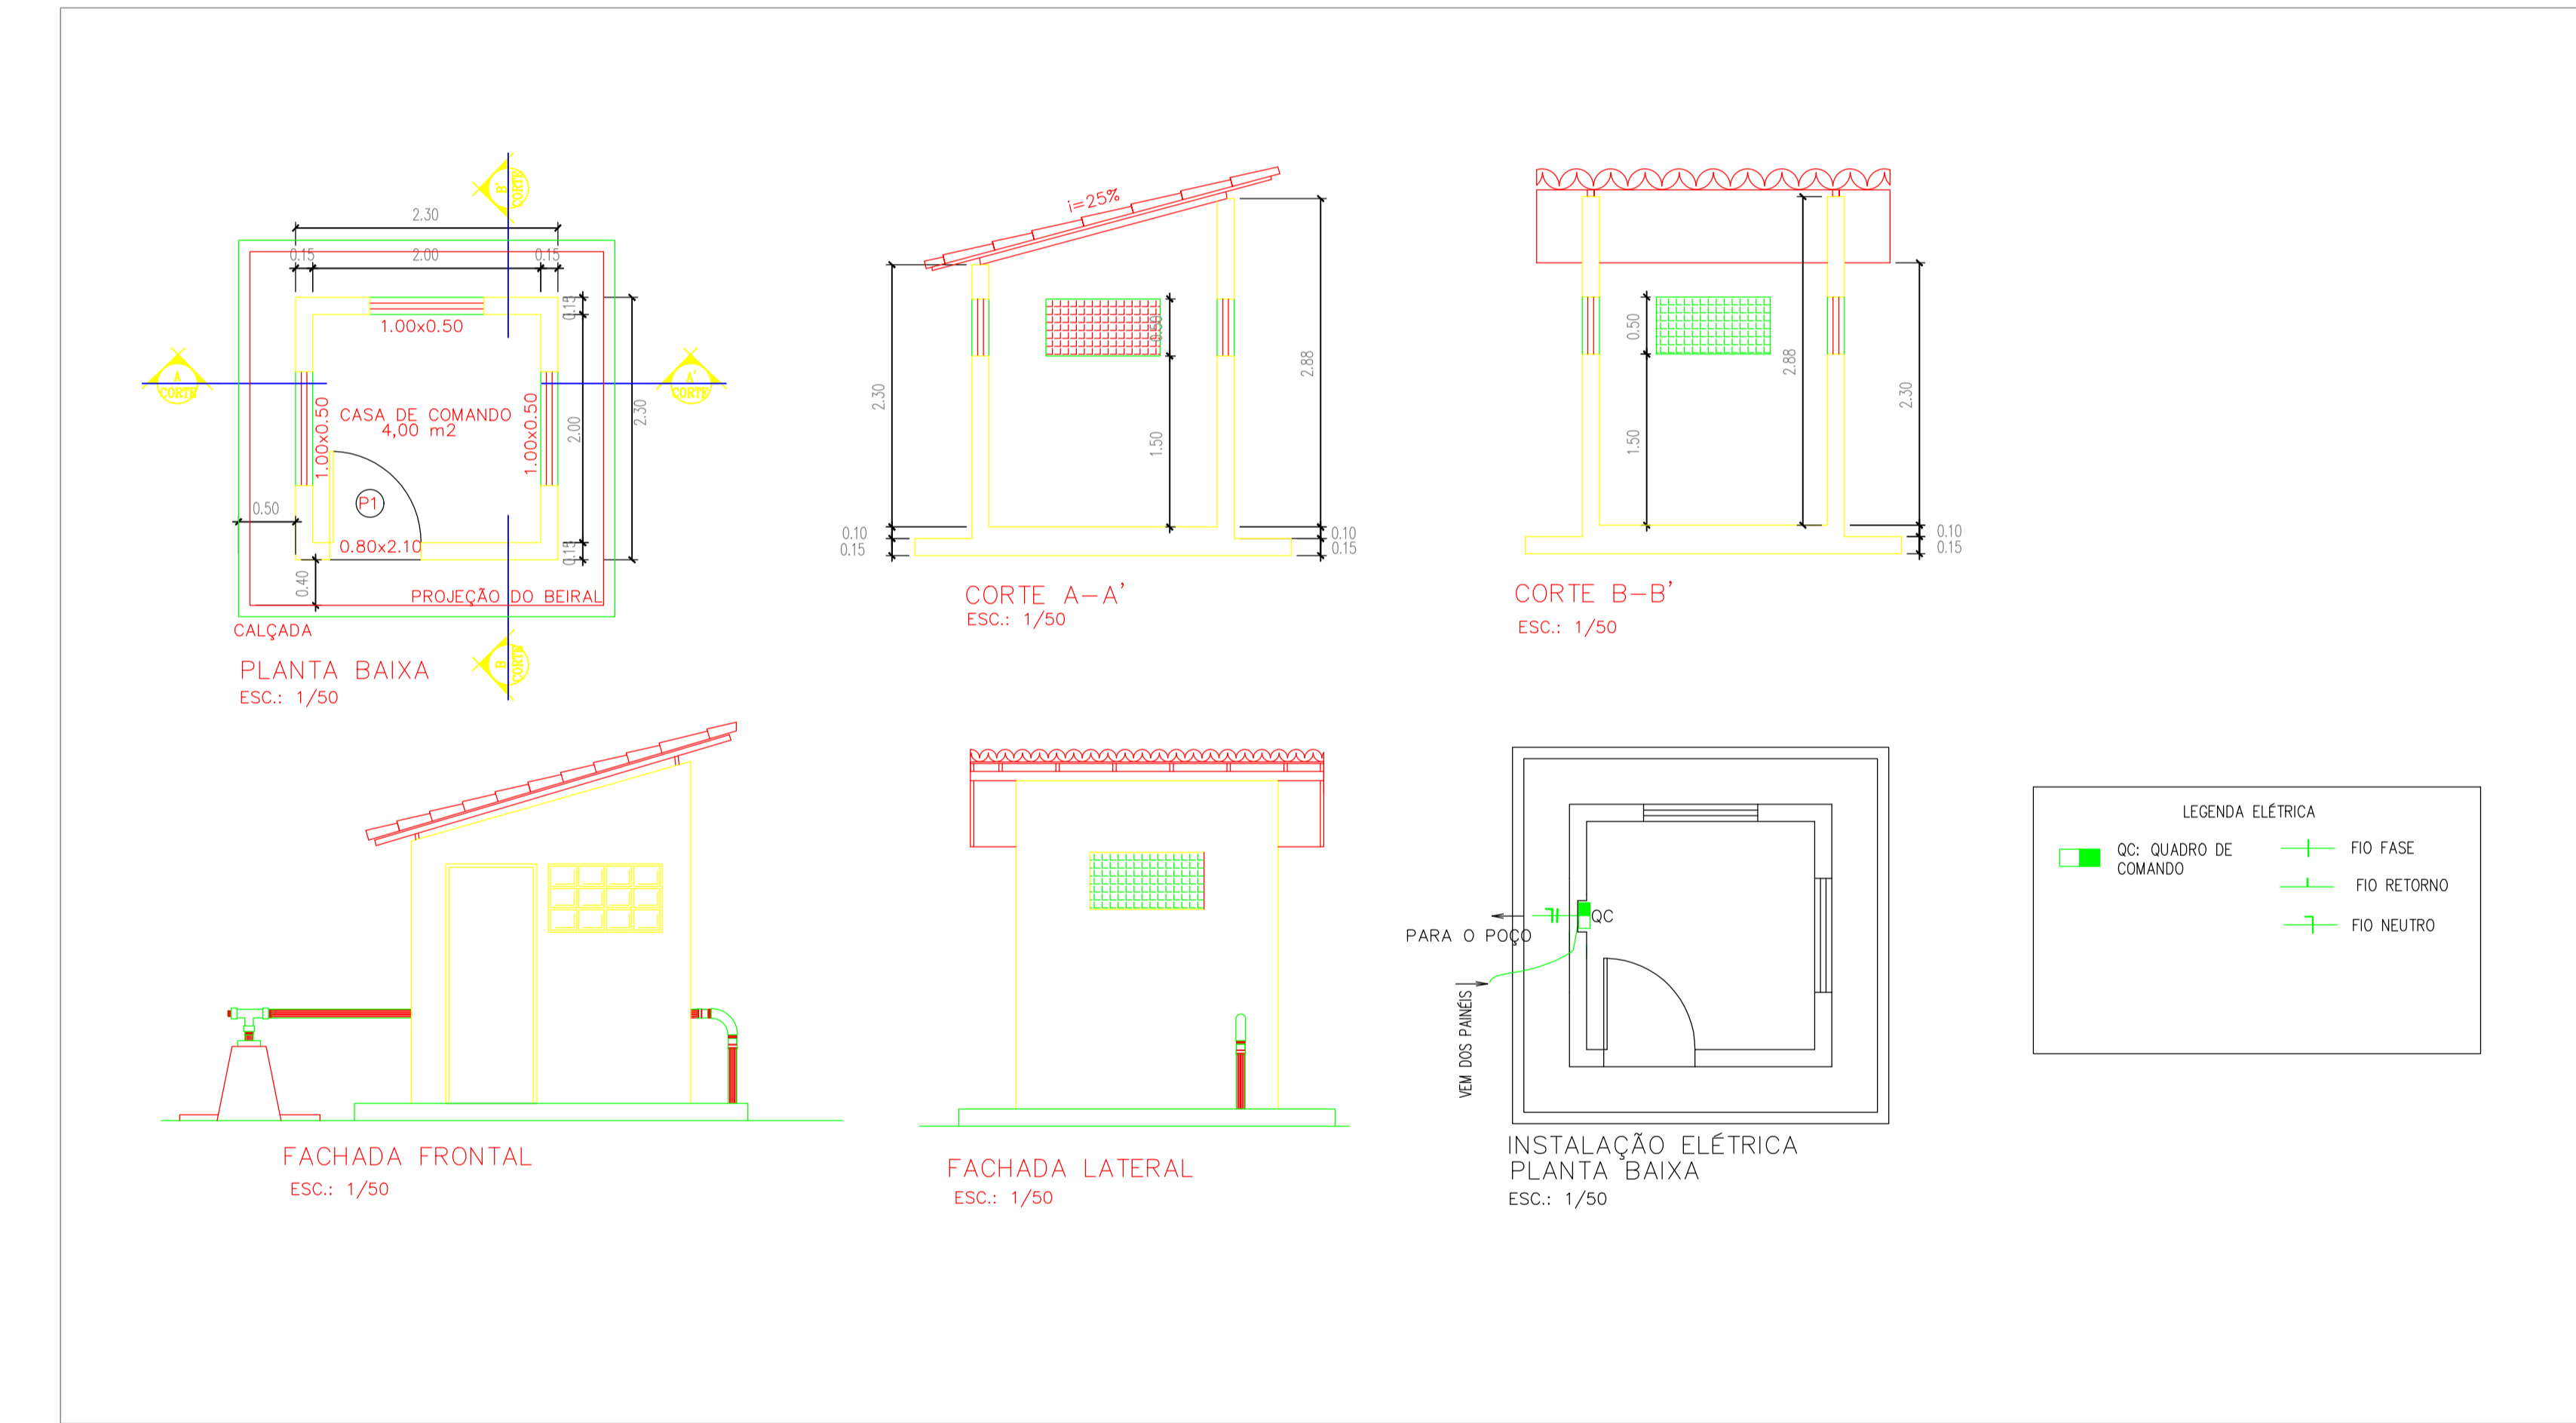 B'
CORTE
2.30
0.15
2.00
0.15
0.15
1.00x0.50
A
CORTE
A'
CORTE
1.00x0.50
CASA DE COMANDO
4,00 m2
1.00x0.50
2.00
2.30
P1
0.50
0.80x2.10
0.15
0.40
PROJEÇÃO DO BEIRAL
CALÇADA
B
CORTE
PLANTA BAIXA
ESC.: 1/50
i=25%
2.30
0.50
1.50
2.88
0.10
0.15
0.10
0.15
CORTE A-A'
ESC.: 1/50
0.50
1.50
2.88
2.30
0.10
0.15
CORTE B-B'
ESC.: 1/50
FACHADA FRONTAL
ESC.: 1/50
FACHADA LATERAL
ESC.: 1/50
QC
PARA O POÇO
VEM DOS PAINÉIS
INSTALAÇÃO ELÉTRICA
PLANTA BAIXA
ESC.: 1/50
LEGENDA ELÉTRICA
QC: QUADRO DE
COMANDO
FIO FASE
FIO RETORNO
FIO NEUTRO